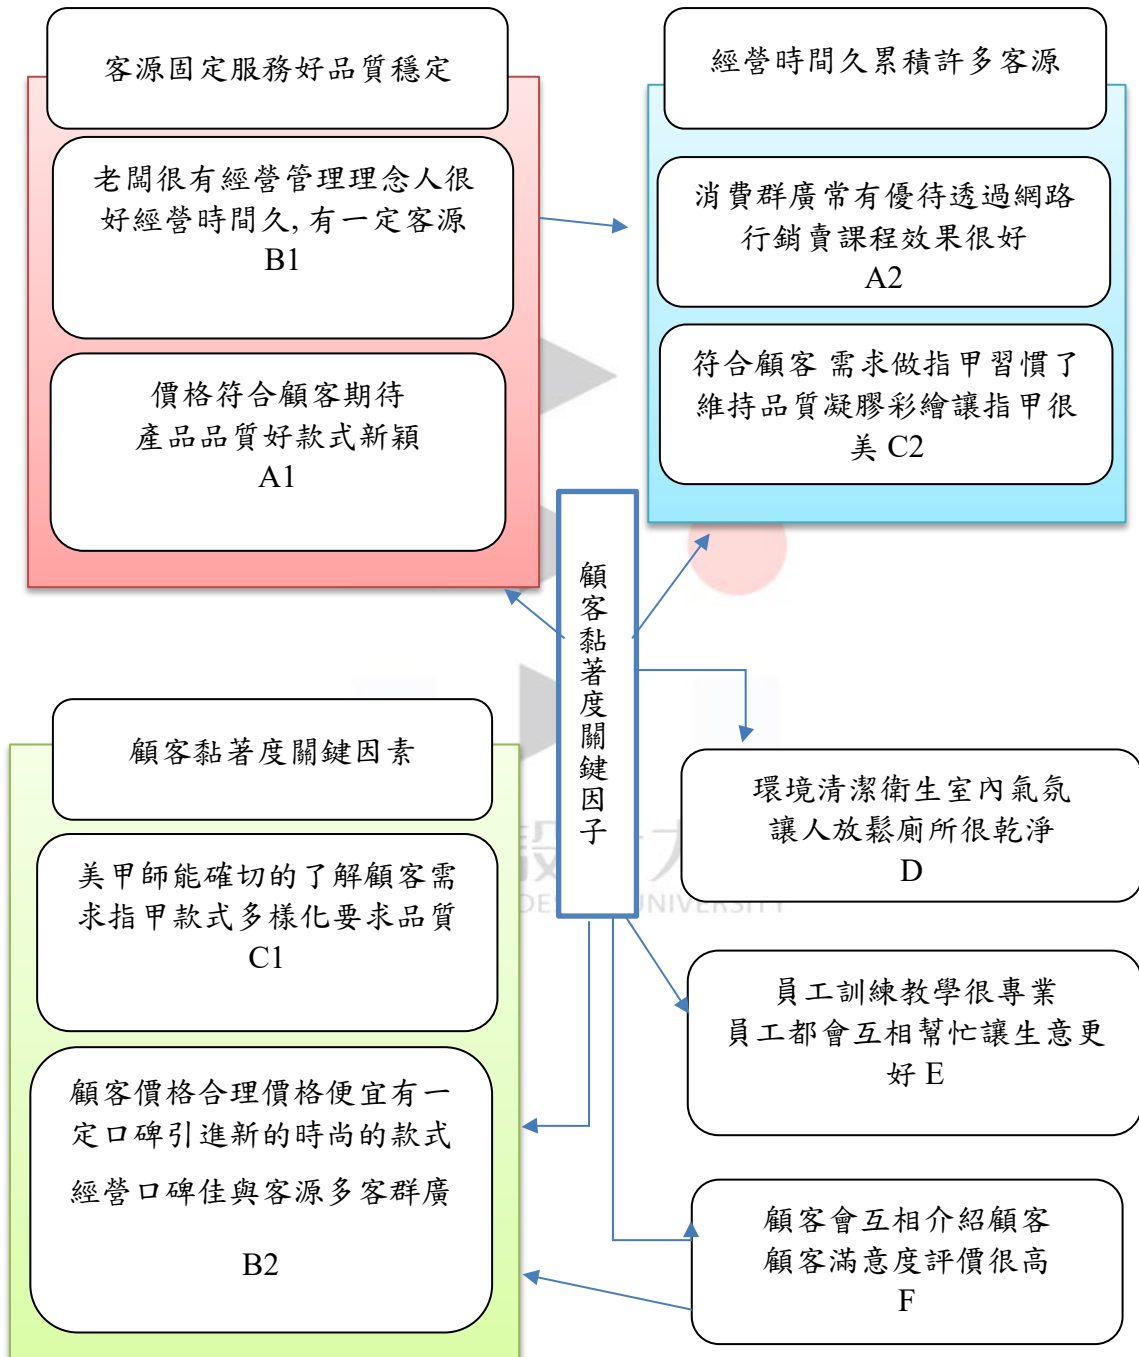 客源固定服務好品質穩定
老闆很有經營管理理念人很
好經營時間久, 有一定客源
B1
價格符合顧客期待
產品品質好款式新穎
A1
經營時間久累積許多客源
消費群廣常有優待透過網路
行銷賣課程效果很好
A2
符合顧客 需求做指甲習慣了
維持品質凝膠彩繪讓指甲很
美 C2
顧客黏著度關鍵因子
顧客黏著度關鍵因素
美甲師能確切的了解顧客需
求指甲款式多樣化要求品質
C1
顧客價格合理價格便宜有一
定口碑引進新的時尚的款式
經營口碑佳與客源多客群廣
B2
環境清潔衛生室內氣氛
讓人放鬆廁所很乾淨
D
員工訓練教學很專業
員工都會互相幫忙讓生意更
好 E
顧客會互相介紹顧客
顧客滿意度評價很高
F